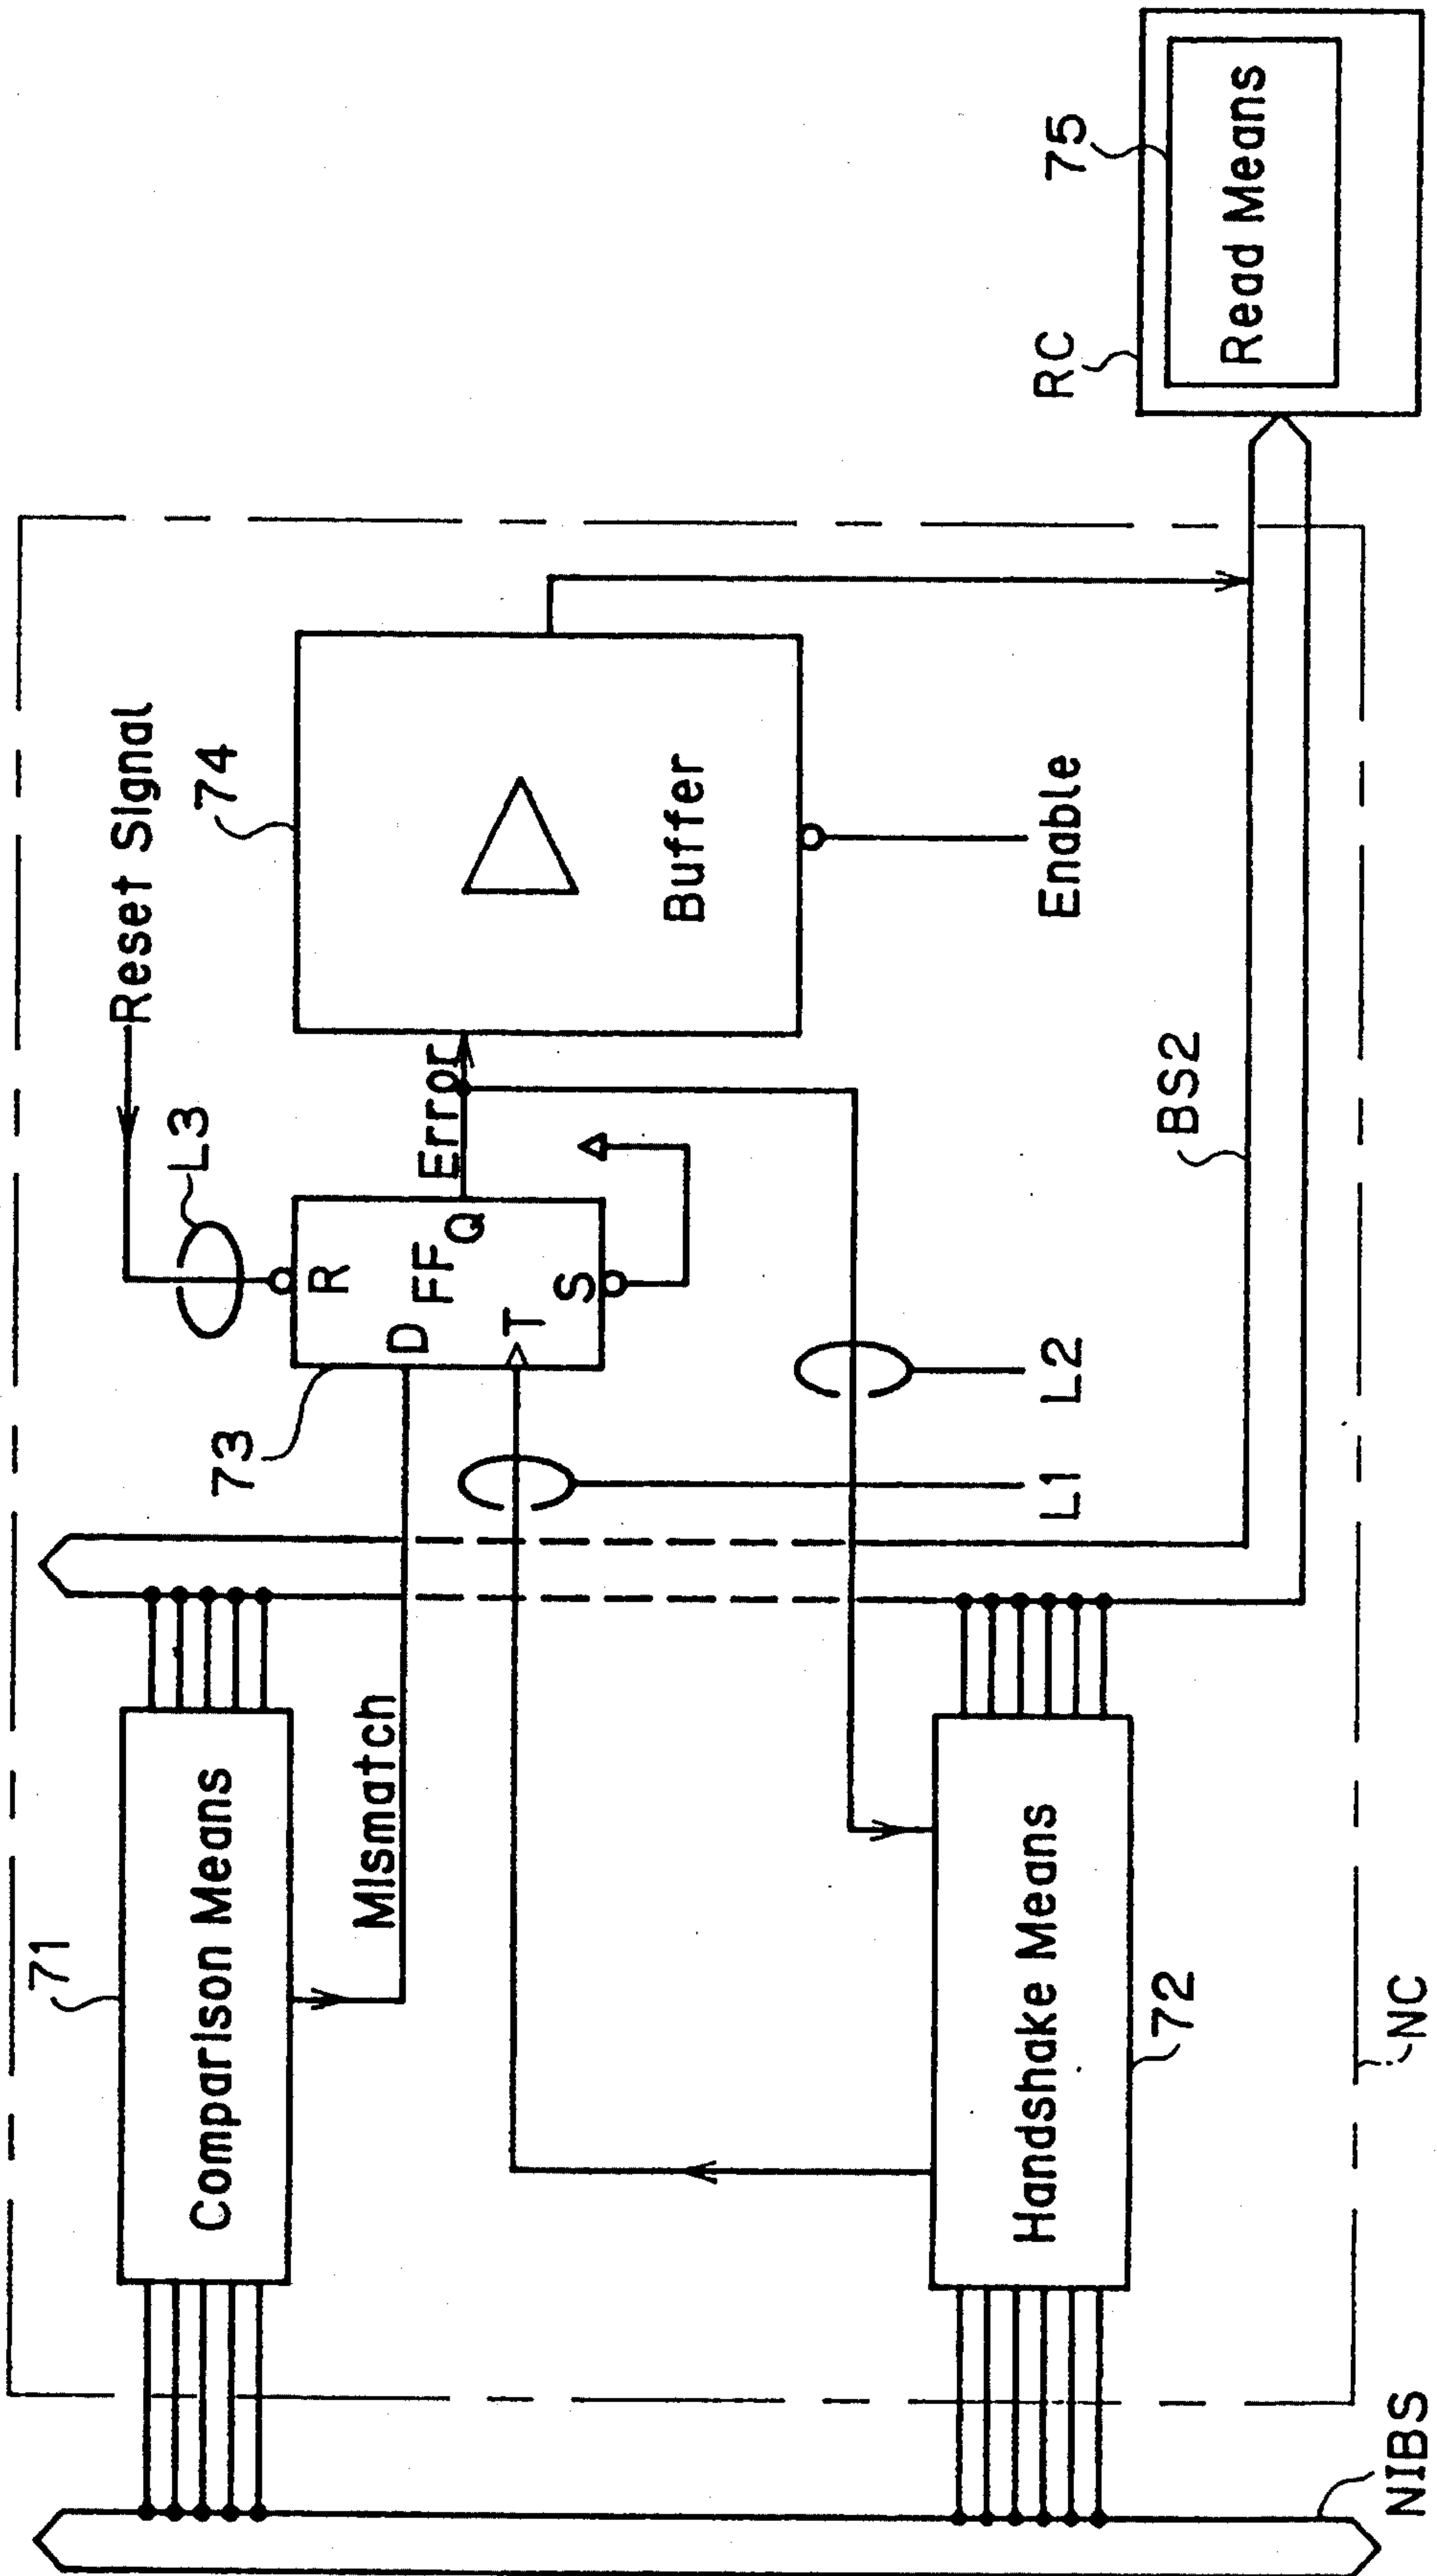 71
Comparison Means
Mismatch
73
D
T
FF
R
S
Q
L3
Reset Signal
Error
74
Buffer
Enable
L1
L2
BS2
RC
75
Read Means
Handshake Means
72
NC
NIBS